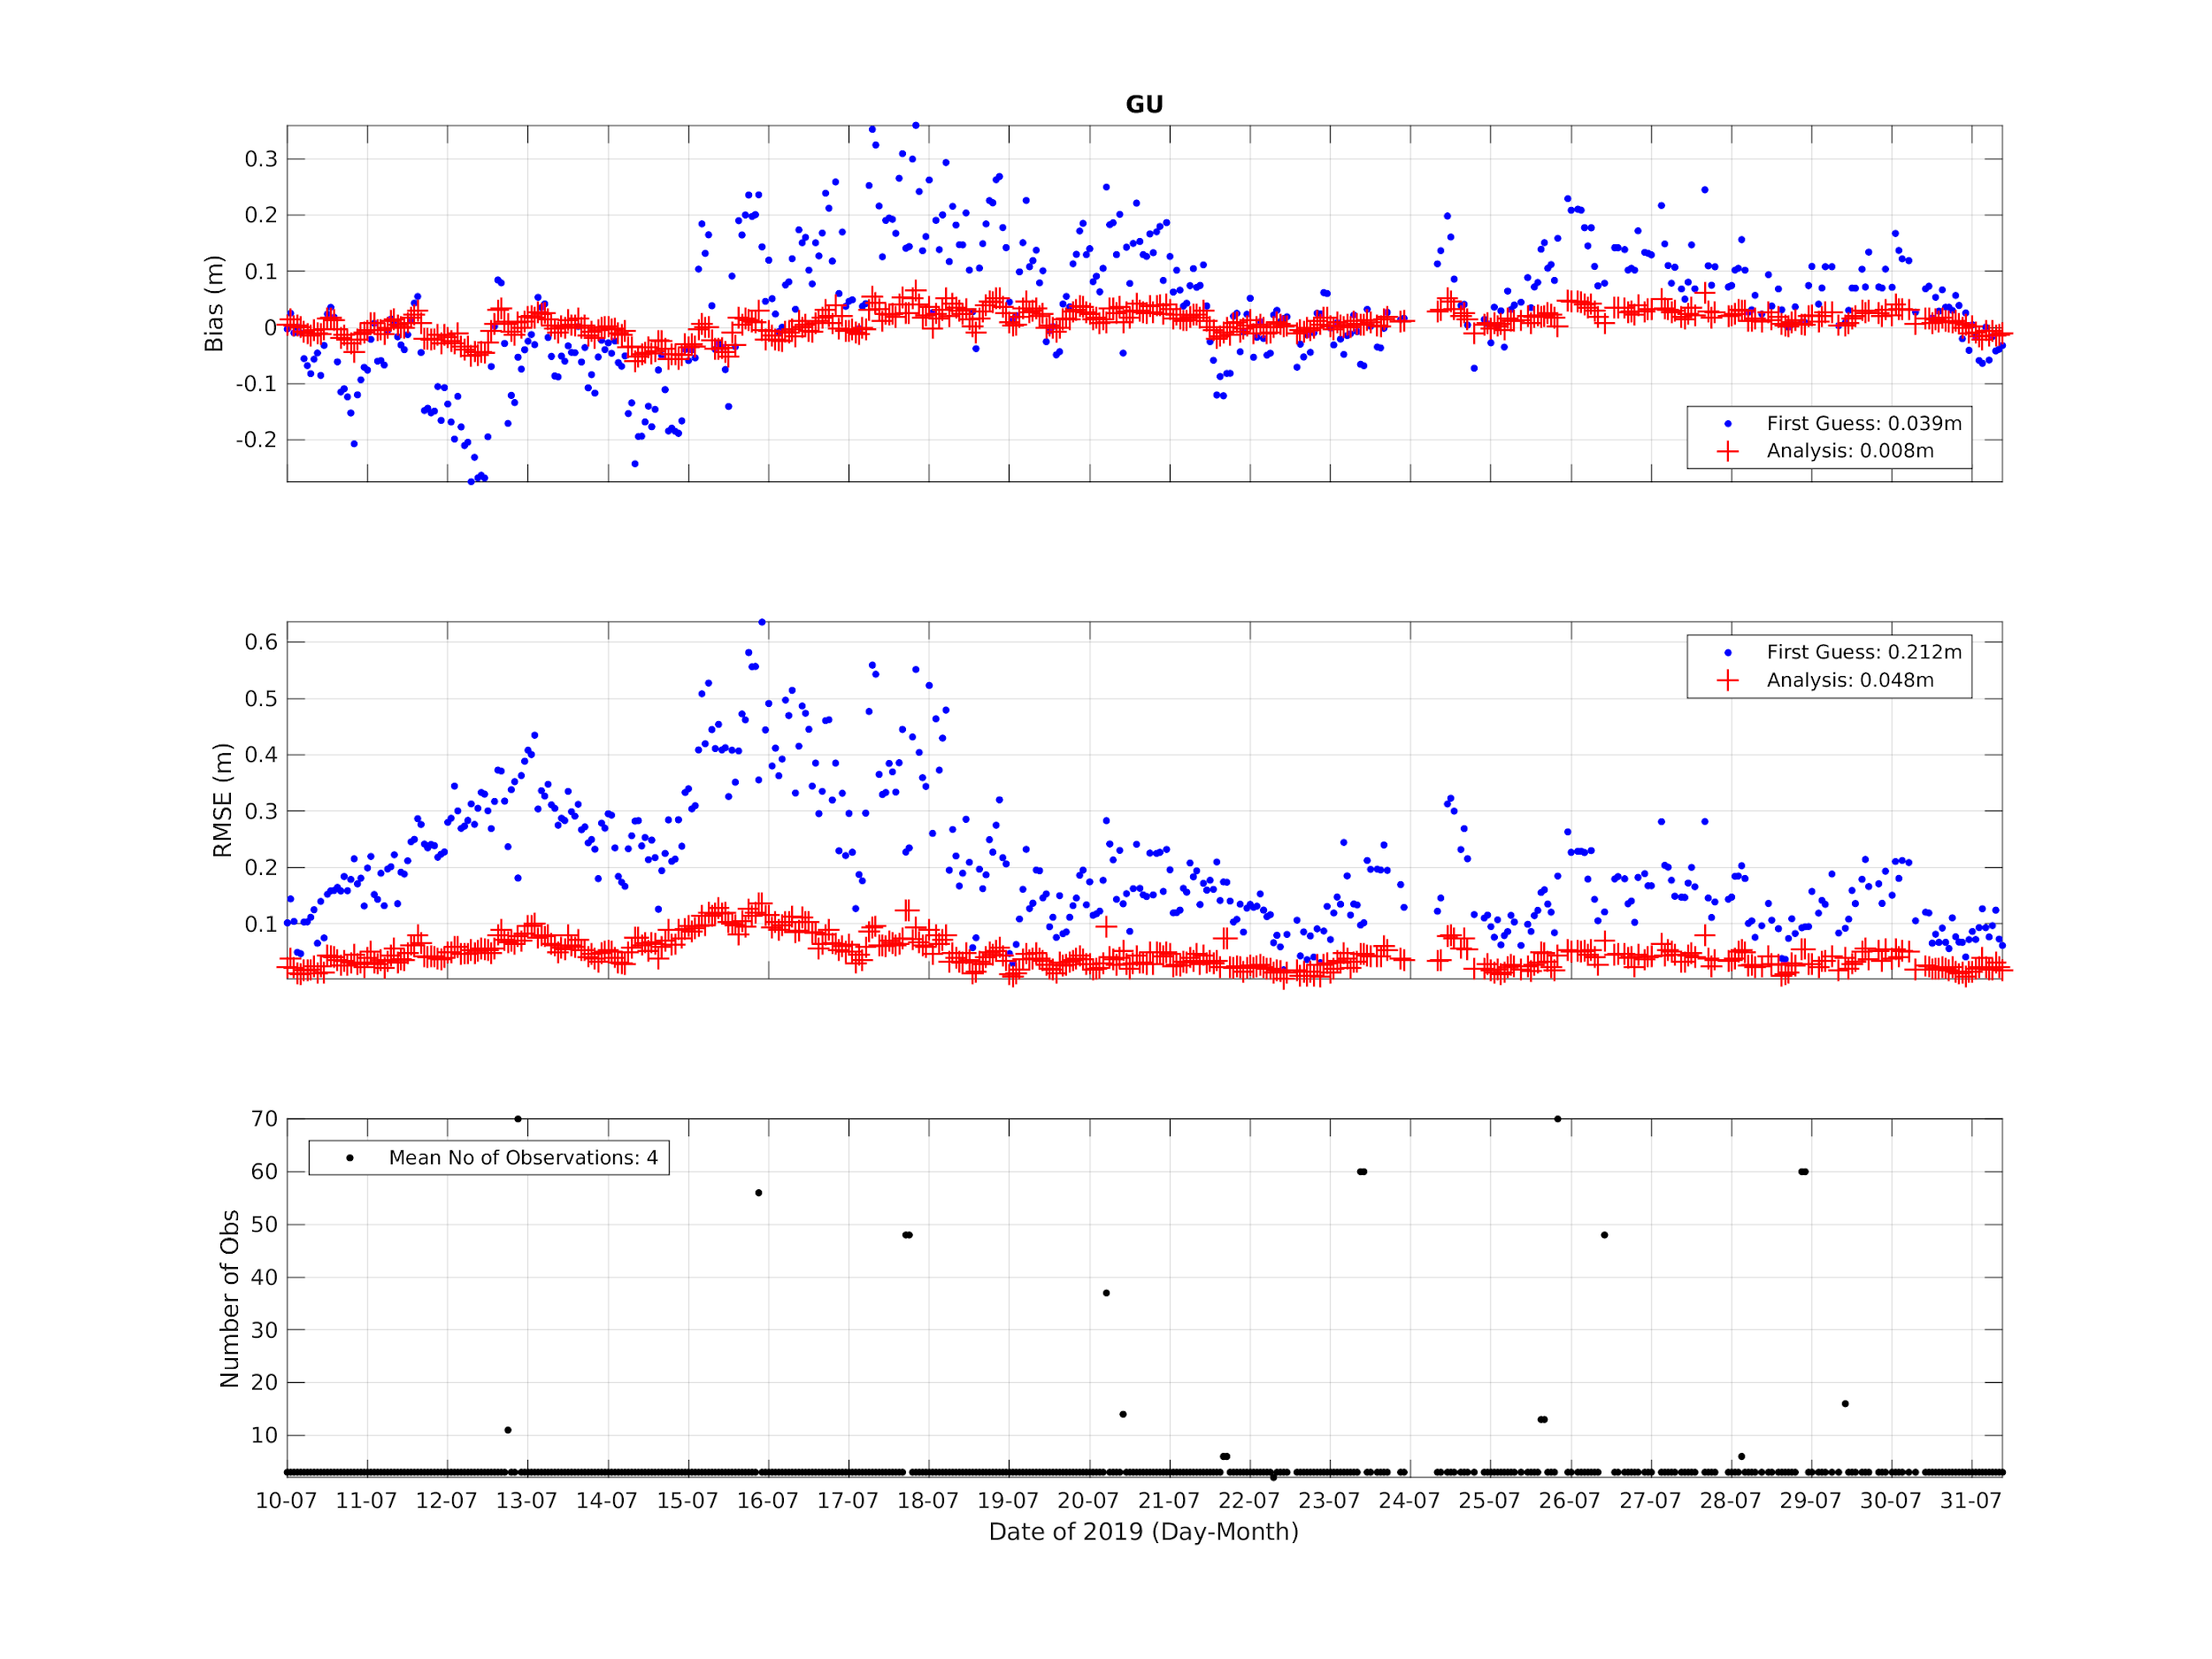 GU
Bias (m)
0.3
0.2
0.1
0
-0.1
-0.2
First Guess: 0.039m
Analysis: 0.008m
RMSE (m)
0.6
0.5
0.4
0.3
0.2
0.1
First Guess: 0.212m
Analysis: 0.048m
Number of Obs
70
60
50
40
30
20
10
Mean No of Observations: 4
10-07 11-07 12-07 13-07 14-07 15-07 16-07 17-07 18-07 19-07 20-07 21-07 22-07 23-07 24-07 25-07 26-07 27-07 28-07 29-07 30-07 31-07
Date of 2019 (Day-Month)